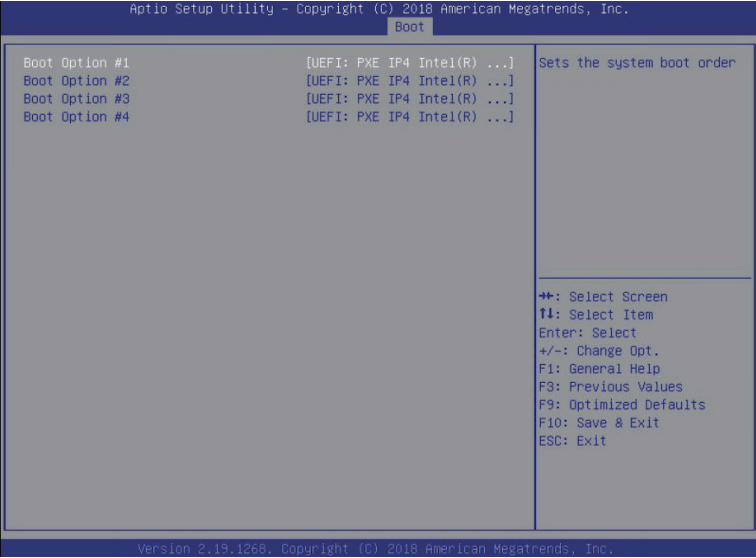 Aptio Setup Utility – Copyright (C) 2018 American Megatrends, Inc.
Boot
Boot Option #1 [UEFI: PXE IP4 Intel(R) ...]
Boot Option #2 [UEFI: PXE IP4 Intel(R) ...]
Boot Option #3 [UEFI: PXE IP4 Intel(R) ...]
Boot Option #4 [UEFI: PXE IP4 Intel(R) ...]
Sets the system boot order
→←: Select Screen
↑↓: Select Item
Enter: Select
+/-: Change Opt.
F1: General Help
F3: Previous Values
F9: Optimized Defaults
F10: Save & Exit
ESC: Exit
Version 2.19.1268. Copyright (C) 2018 American Megatrends, Inc.